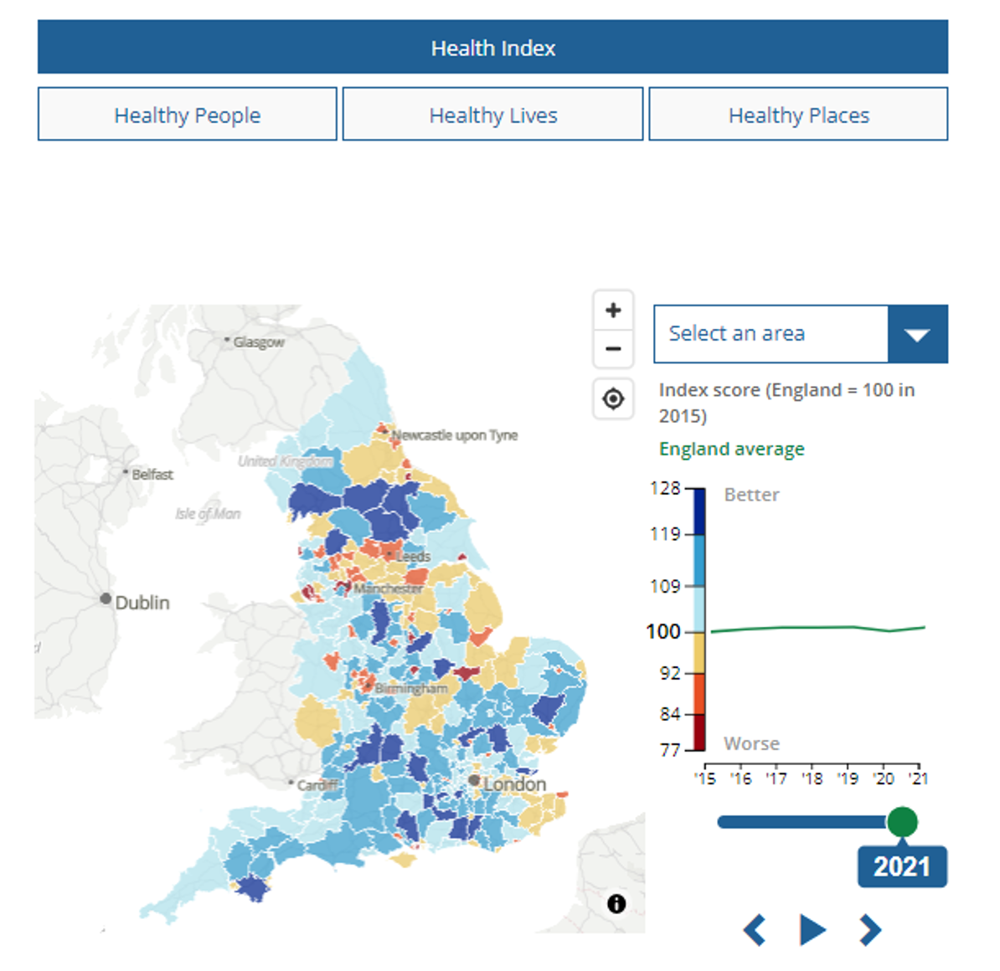 Health Index
Healthy People
Healthy Lives
Healthy Places
+
Select an area
−
Index score (England = 100 in
2015)
England average
Glasgow
Newcastle upon Tyne
United Kingdom
Belfast
Isle of Man
Leeds
Manchester
Dublin
d
Birmingham
Cardiff
London
128
Better
119
109
100
92
84
77
Worse
'15 '16 '17 '18 '19 '20 '21
2021
i